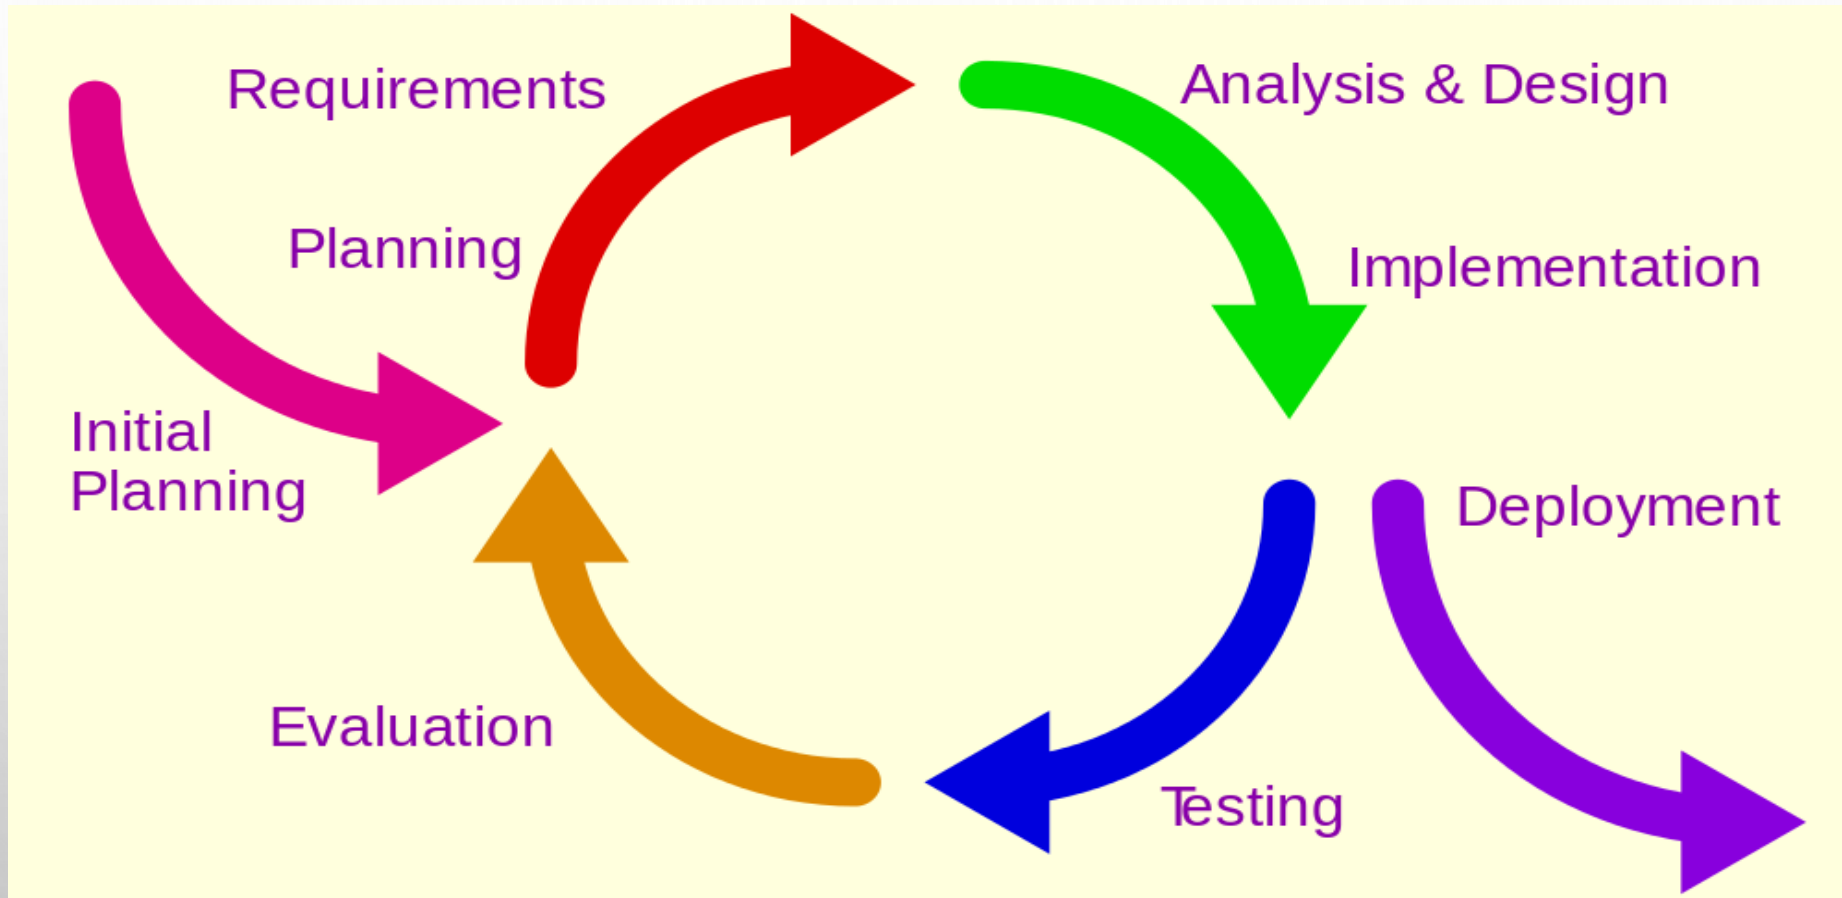 Requirements
Analysis & Design
Planning
Implementation
Initial
Planning
Deployment
Evaluation
Testing